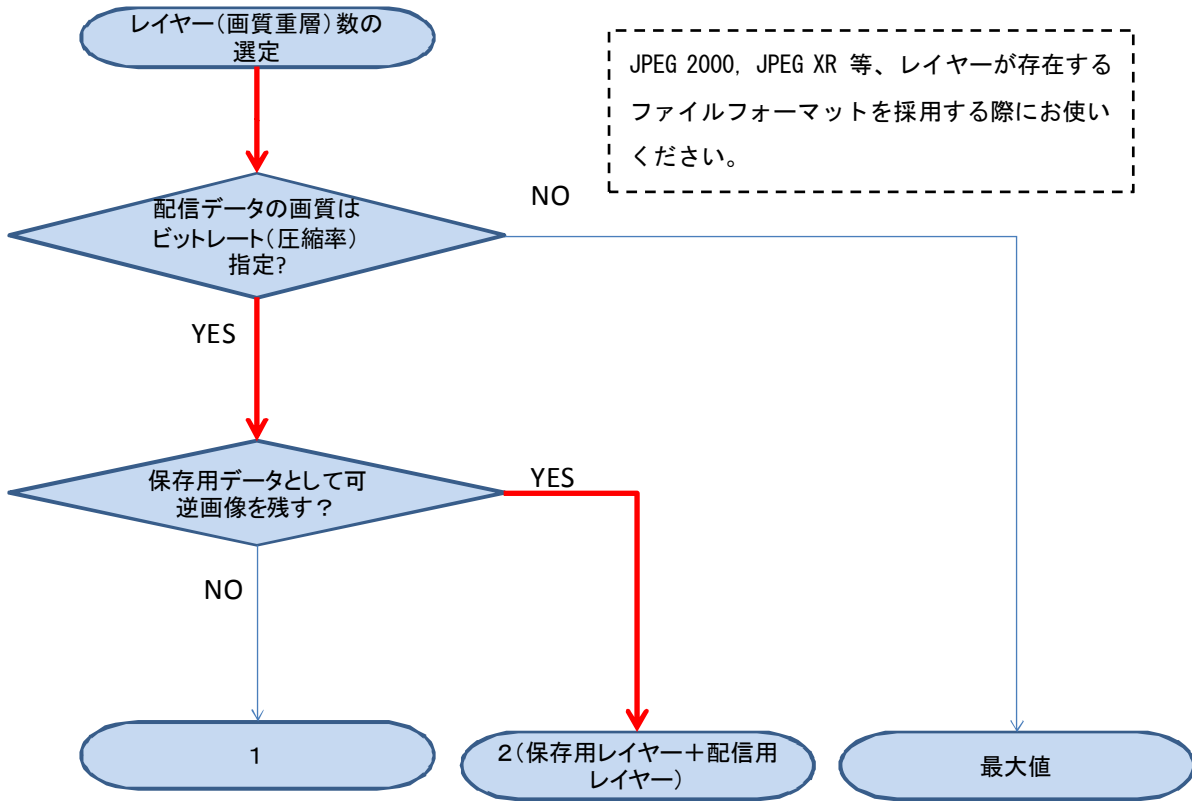 レイヤー（画質重層）数の
選定
JPEG 2000, JPEG XR 等、レイヤーが存在する
ファイルフォーマットを採用する際にお使い
ください。
配信データの画質は
ビットレート（圧縮率）
指定?
NO
YES
保存用データとして可
逆画像を残す？
YES
NO
１
２（保存用レイヤー＋配信用
レイヤー）
最大値